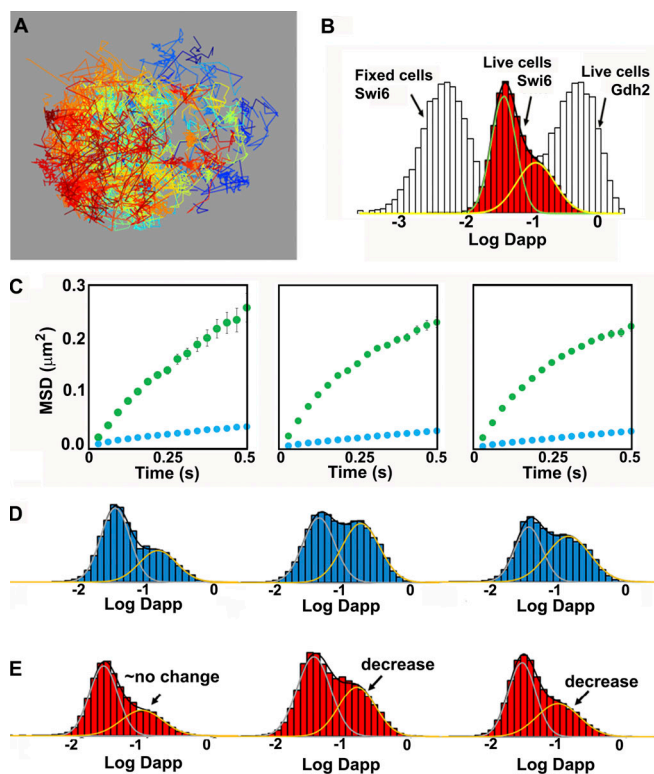 A
B
Fixed cells
Swi6
Live cells
Swi6
Live cells
Gdh2
-3 -2 -1 0
Log Dapp
C
MSD (μm²)
0.3
0.2
0.1
0.0
0 0.25 0.5 0 0.25 0.5 0 0.25 0.5
Time (s) Time (s) Time (s)
D
-2 -1 0 -2 -1 0 -2 -1 0
Log Dapp Log Dapp Log Dapp
E
~no change
decrease
decrease
-2 -1 0 -2 -1 0 -2 -1 0
Log Dapp Log Dapp Log Dapp